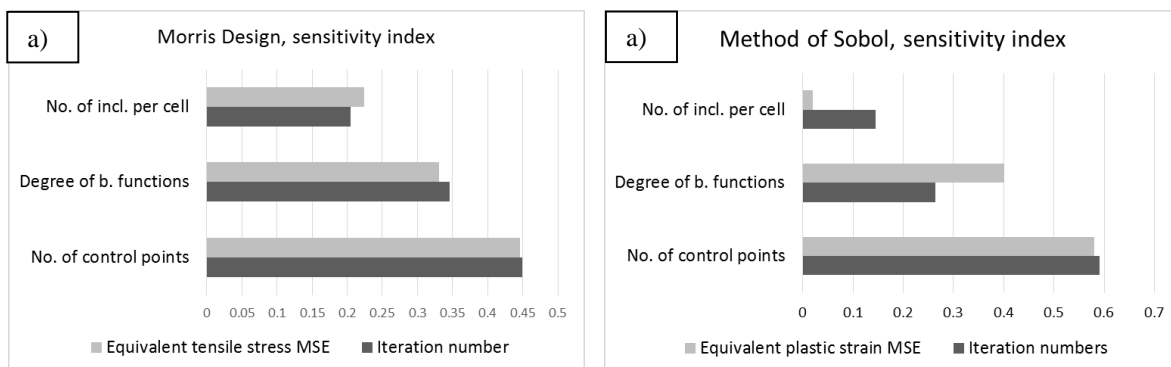 a)
Morris Design, sensitivity index
No. of incl. per cell
Degree of b. functions
No. of control points
0 0.05 0.1 0.15 0.2 0.25 0.3 0.35 0.4 0.45 0.5
Equivalent tensile stress MSE Iteration number
a)
Method of Sobol, sensitivity index
No. of incl. per cell
Degree of b. functions
No. of control points
0 0.1 0.2 0.3 0.4 0.5 0.6 0.7
Equivalent plastic strain MSE Iteration numbers